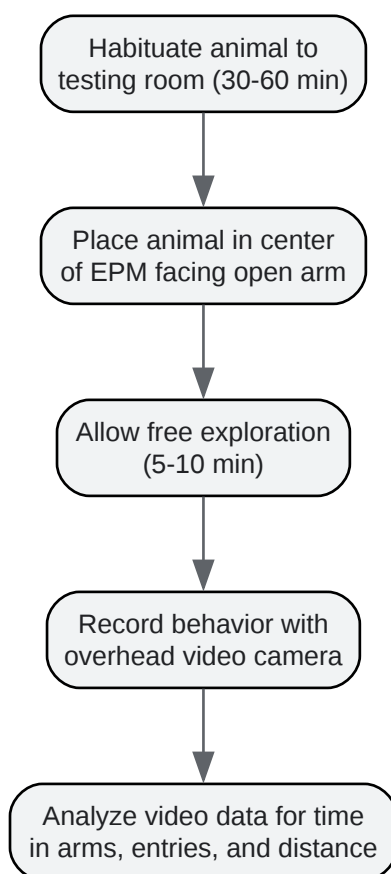 Habituate animal to
testing room (30-60 min)
Place animal in center
of EPM facing open arm
Allow free exploration
(5-10 min)
Record behavior with
overhead video camera
Analyze video data for time
in arms, entries, and distance